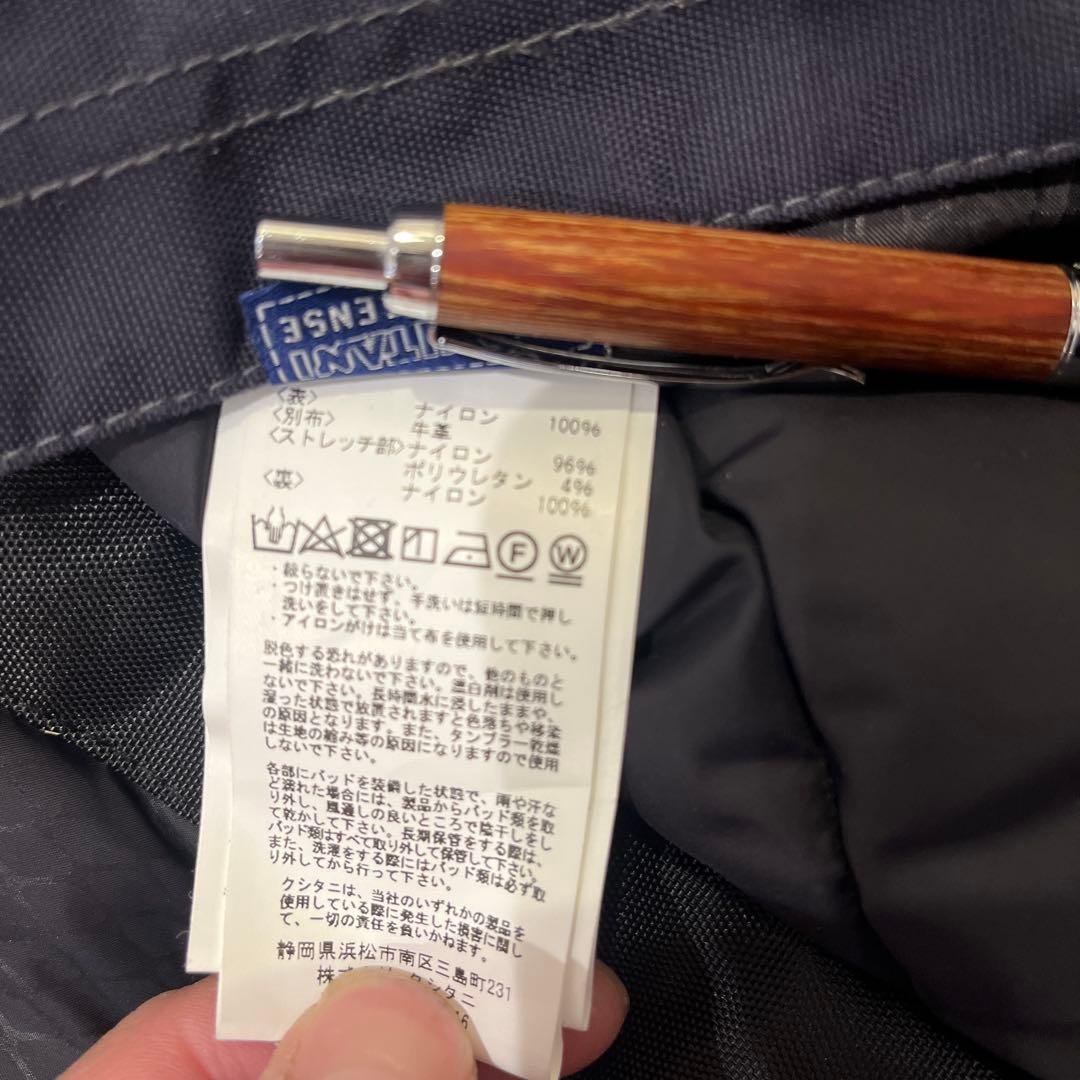 ENSE
TANI
<表> ナイロン 100%
<別布> 牛革
<ストレッチ部>ナイロン 96%
ポリウレタン 4%
<裏> ナイロン 100%
F W
・絞らないで下さい。
・つけ置きはせず、手洗いは短時間で押し
洗いをして下さい。
・アイロンがけは当て布を使用して下さい。
脱色する恐れがありますので、他のものと
一緒に洗わないで下さい。漂白剤は使用し
ないで下さい。長時間水に浸したままや、
湿った状態で放置されますと色落ちや移染
の原因となります。また、タンブラー乾燥
は生地の縮み等の原因になりますので使用
しないで下さい。
各部にパッドを装着した状態で、雨や汗な
ど濡れた場合には、製品からパッド類を取
り外し、風通しの良いところで陰干しをし
て乾かして下さい。長期保管をする際は、
パッド類はすべて取り外して保管して下さい。
また、洗濯をする際にはパッド類は必ず取
り外してから行って下さい。
クシタニは、当社のいずれかの製品を
使用している際に発生した損害に関し
て、一切の責任を負いかねます。
静岡県浜松市南区三島町231
株式会社クシタニ
16